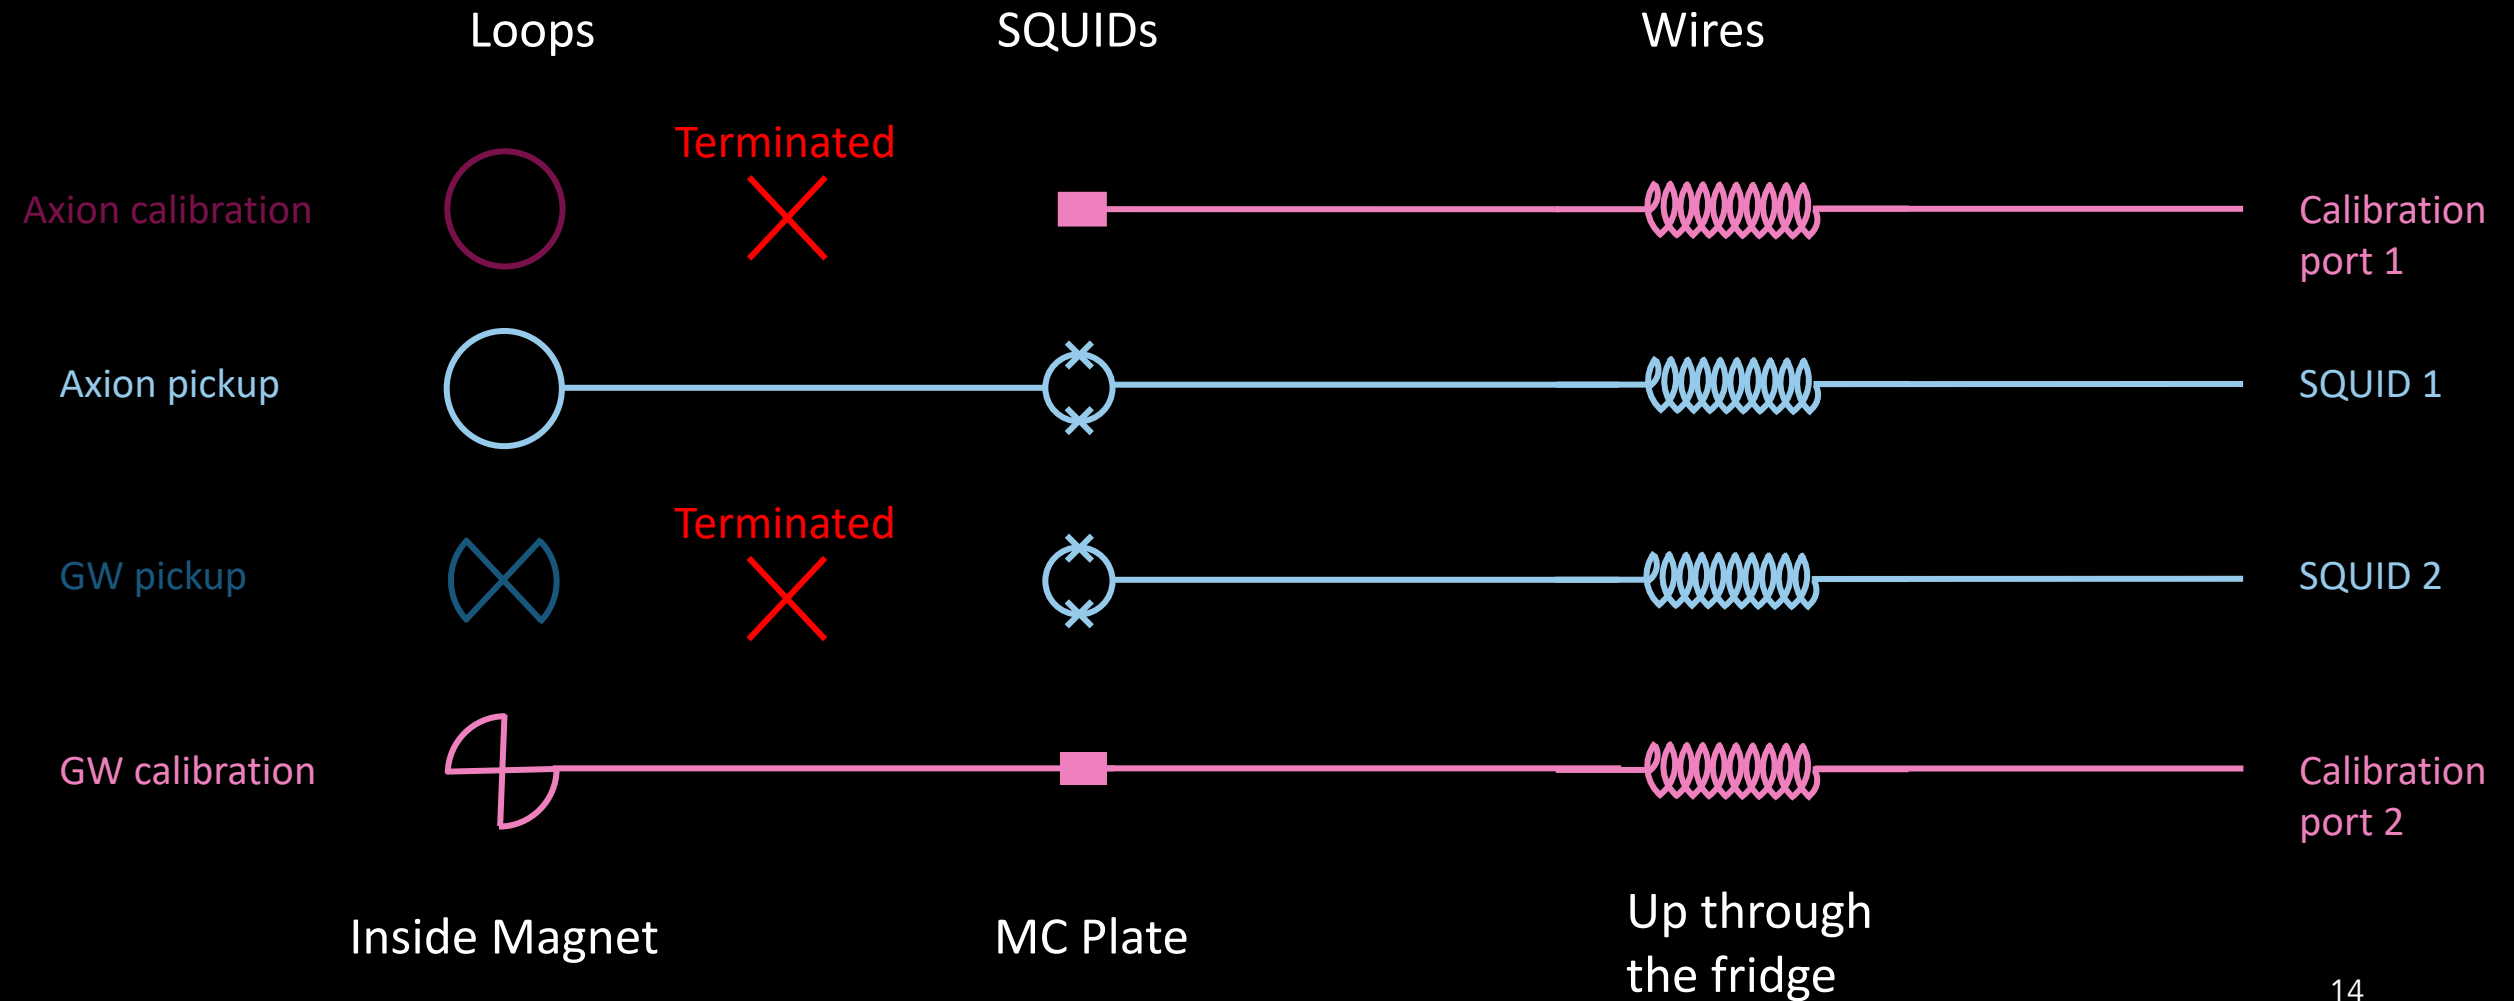 Loops
SQUIDs
Wires
Terminated
Axion calibration
Calibration
port 1
Axion pickup
SQUID 1
Terminated
GW pickup
SQUID 2
GW calibration
Calibration
port 2
Inside Magnet
MC Plate
Up through
the fridge
14